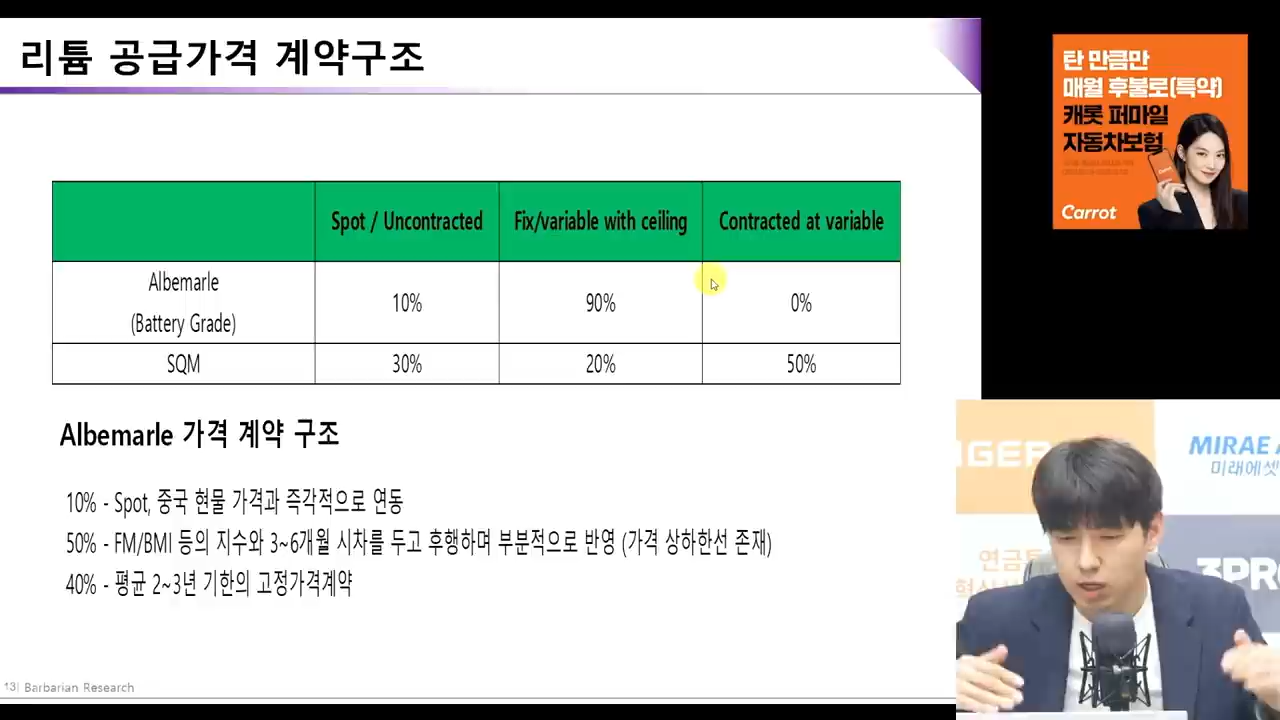 리튬 공급가격 계약구조
Spot / Uncontracted
Fix/variable with ceiling
Contracted at variable
Albemarle
(Battery Grade)
10%
90%
0%
SQM
30%
20%
50%
Albemarle 가격 계약 구조
10% - Spot, 중국 현물 가격과 즉각적으로 연동
50% - FM/BMI 등의 지수와 3~6개월 시차를 두고 후행하며 부분적으로 반영 (가격 상하한선 존재)
40% - 평균 2~3년 기한의 고정가격계약
13| Barbarian Research
탄 만큼만
매월 후불로(특약)
캐롯 퍼마일
자동차보험
Carrot
MIRAE A
미래에셋
연금
3PRO